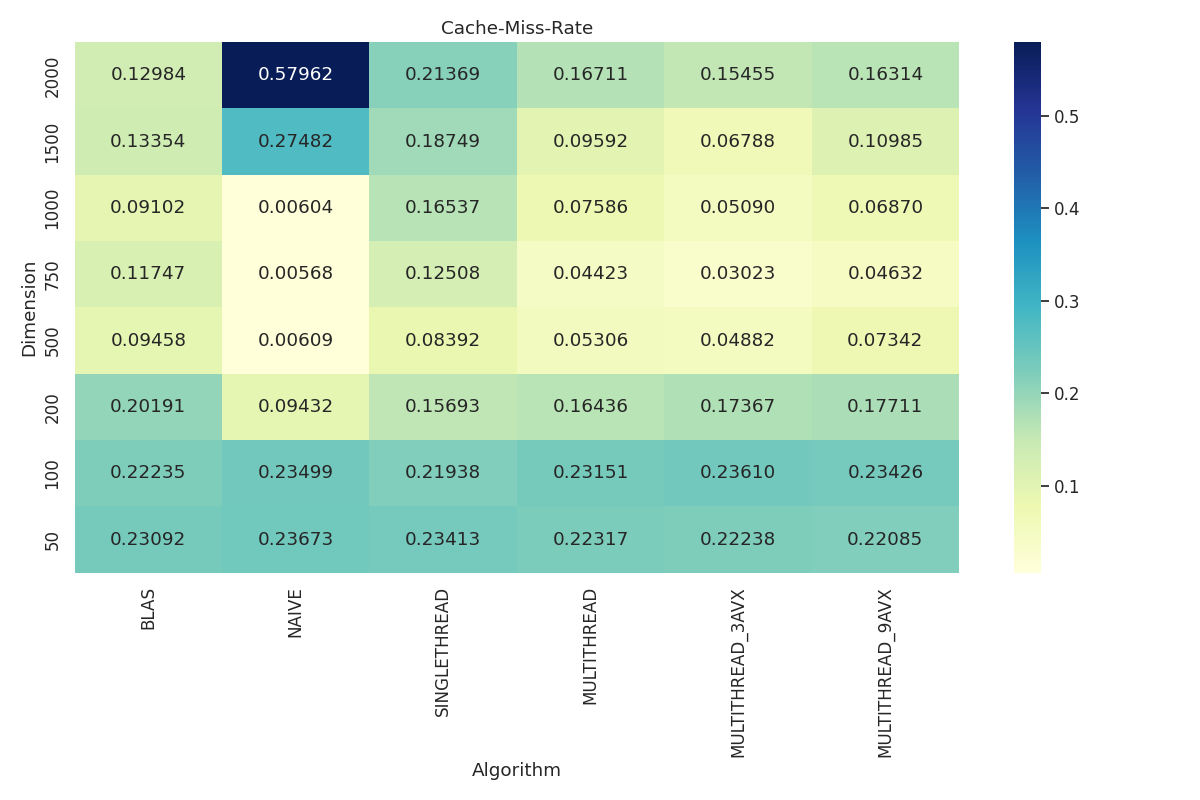 Cache-Miss-Rate
Dimension
2000 0.12984 0.57962 0.21369 0.16711 0.15455 0.16314
1500 0.13354 0.27482 0.18749 0.09592 0.06788 0.10985
1000 0.09102 0.00604 0.16537 0.07586 0.05090 0.06870
750 0.11747 0.00568 0.12508 0.04423 0.03023 0.04632
500 0.09458 0.00609 0.08392 0.05306 0.04882 0.07342
200 0.20191 0.09432 0.15693 0.16436 0.17367 0.17711
100 0.22235 0.23499 0.21938 0.23151 0.23610 0.23426
50 0.23092 0.23673 0.23413 0.22317 0.22238 0.22085
BLAS
NAIVE
SINGLETHREAD
MULTITHREAD
MULTITHREAD_3AVX
MULTITHREAD_9AVX
Algorithm
0.5
0.4
0.3
0.2
0.1